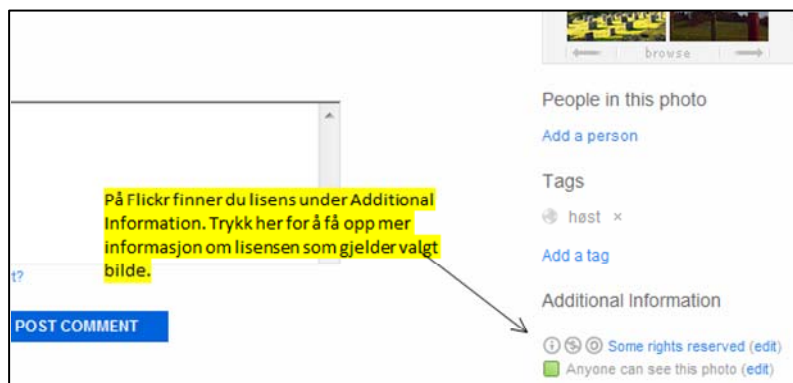 browse
People in this photo
Add a person
Tags
høst ×
Add a tag
På Flickr finner du lisens under Additional
Information. Trykk her for å få opp mer
informasjon om lisensen som gjelder valgt
bilde.
t?
POST COMMENT
Additional Information
Some rights reserved (edit)
Anyone can see this photo (edit)